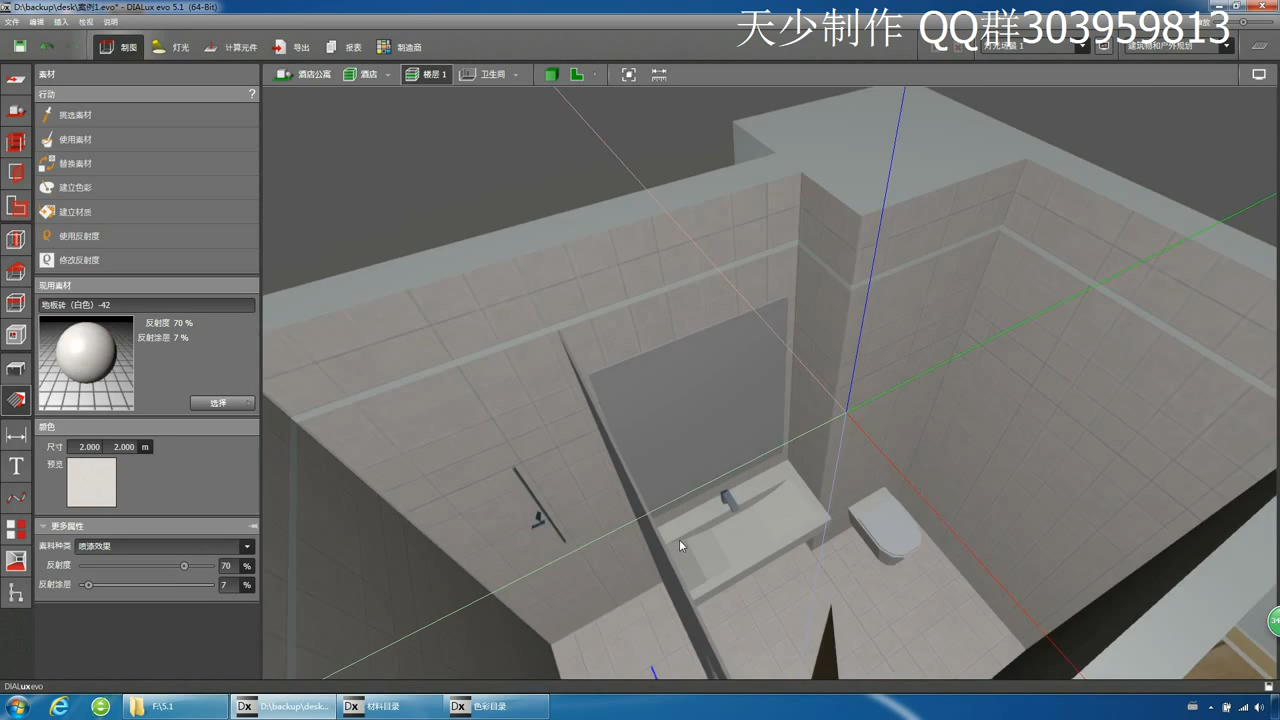 D:\backup\desk\案例1.evo* - DIALux evo 5.1 (64-Bit)
天少制作 QQ群303959813
文件 编辑 插入 检视 说明
制图 灯光 计算元件 导出 报表 制造商
素材
酒店公寓 酒店 楼层 1 卫生间
行动 ?
挑选素材
使用素材
替换素材
建立色彩
建立材质
使用反射度
修改反射度
现用素材
地板砖（白色）-42
反射度 70 %
反射涂层 7 %
选择
颜色
尺寸 2.000 2.000 m
预览
更多属性
素料种类 喷漆效果
反射度 70 %
反射涂层 7 %
DIALux evo
F:\5.1 D:\backup\desk... 材料目录 色彩目录